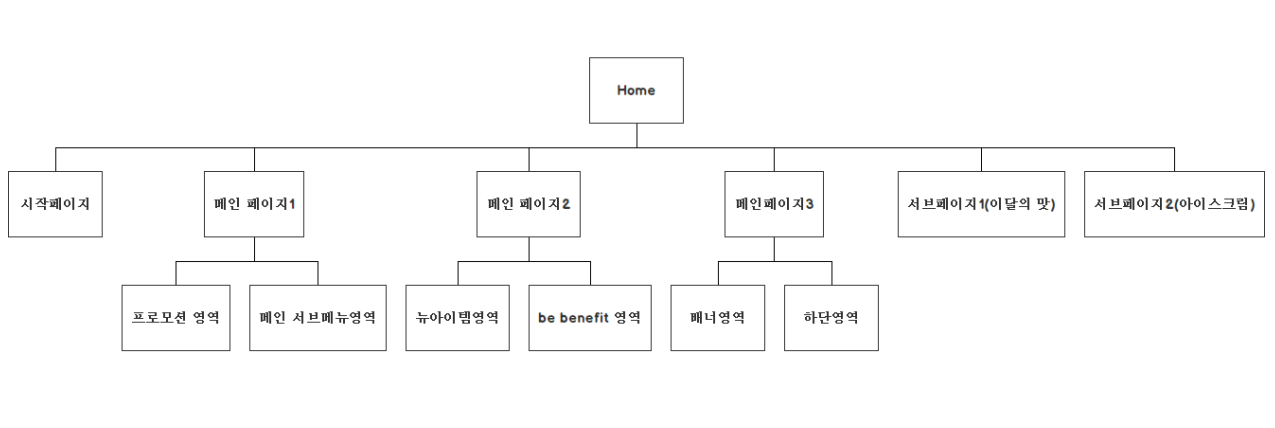 Home
시작페이지
메인 페이지1
메인 페이지2
메인페이지3
서브페이지1(이달의 맛)
서브페이지2(아이스크림)
프로모션 영역
메인 서브메뉴영역
뉴아이템영역
be benefit 영역
배너영역
하단영역